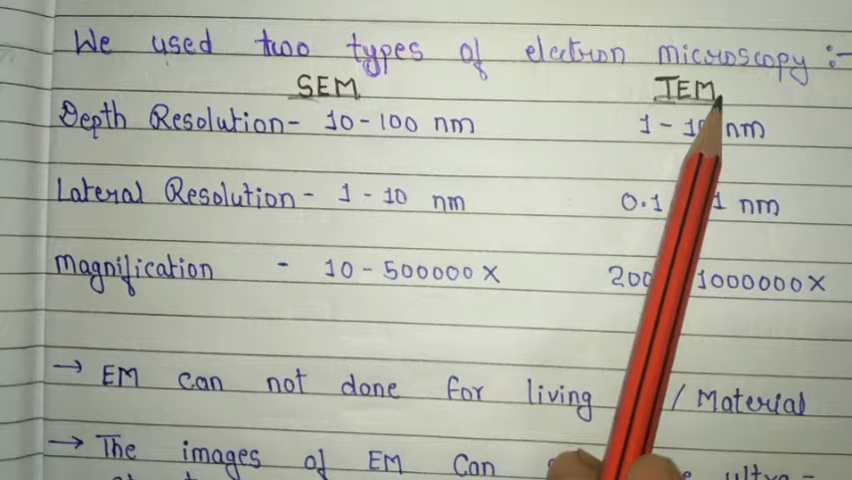 We used two types of electron microscopy :-
SEM TEM
Depth Resolution - 10-100 nm 1 - nm
Lateral Resolution - 1 - 10 nm 0.1 1 nm
Magnification - 10 - 500000 X 1000000 X
→ EM can not done for living / Material
→ The images of EM Can